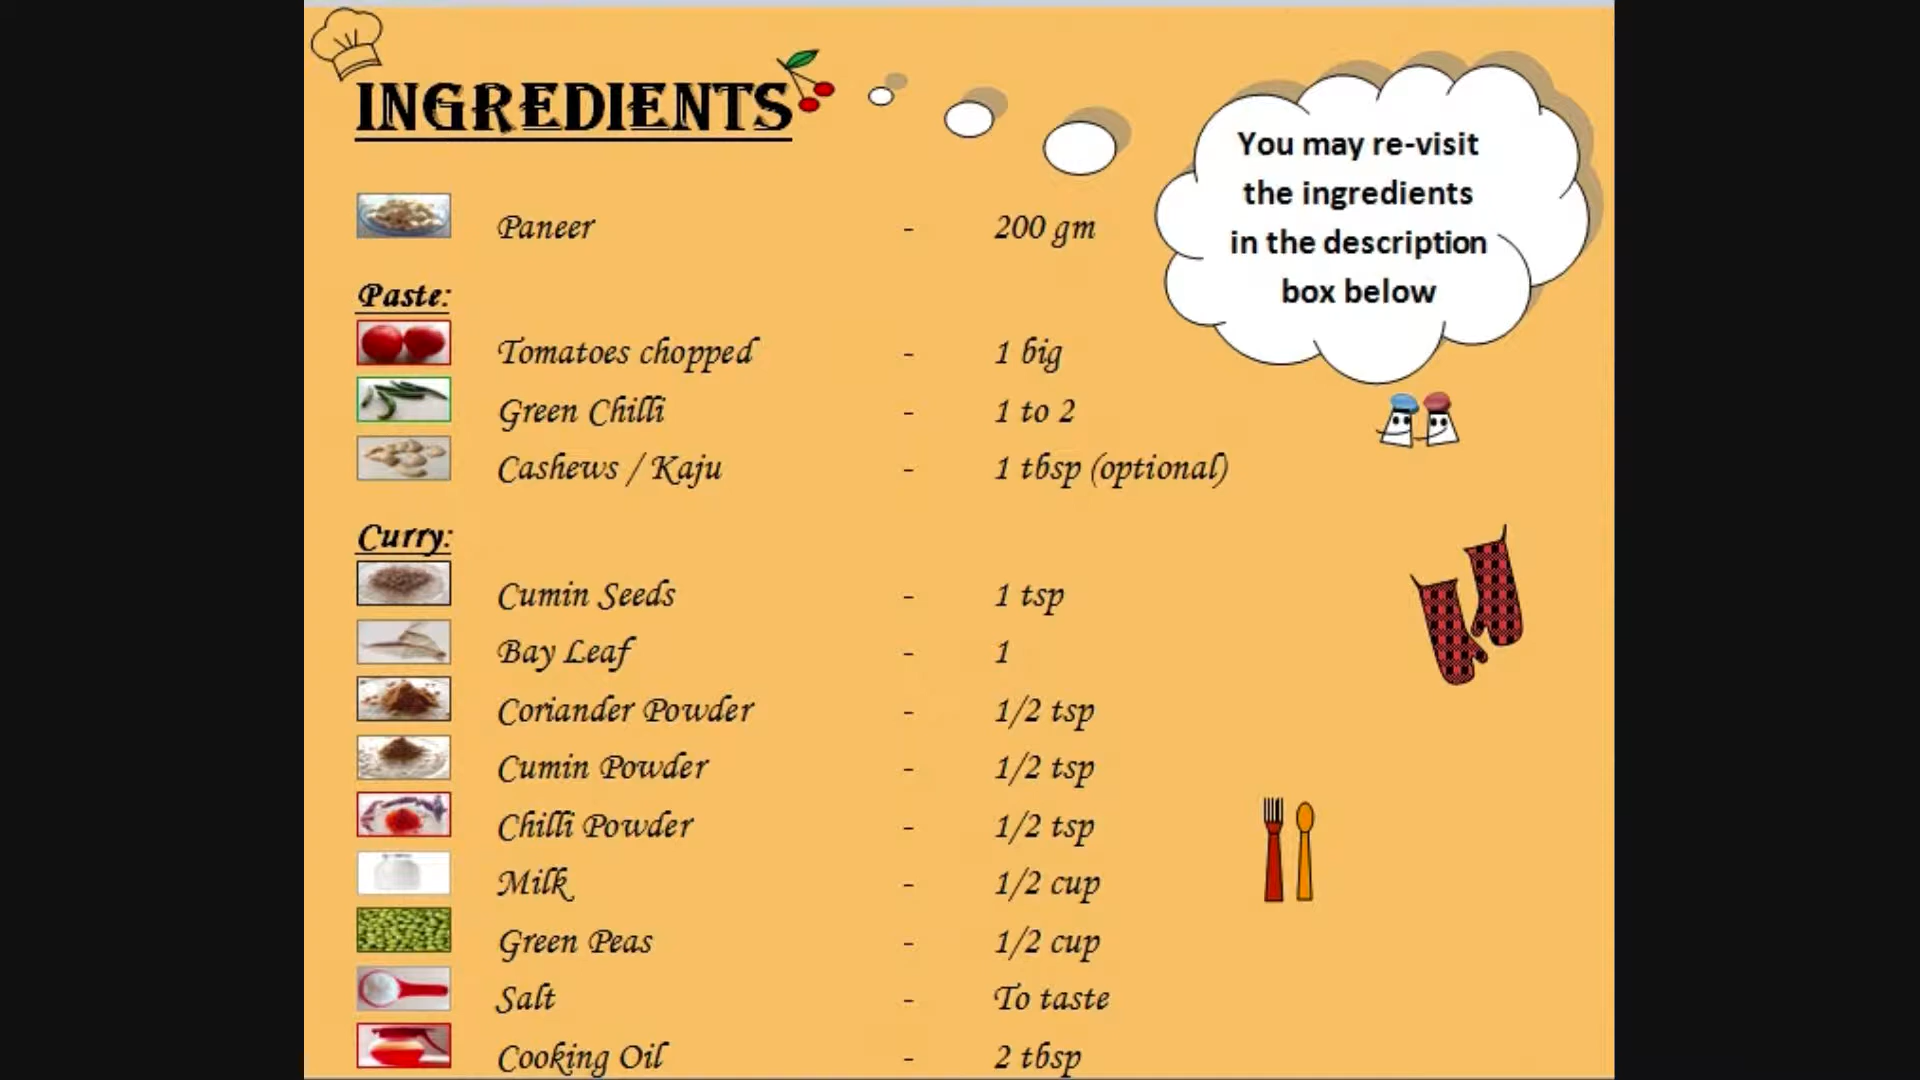 INGREDIENTS
You may re-visit
the ingredients
in the description
box below
Paneer - 200 gm
Paste:
Tomatoes chopped - 1 big
Green Chilli - 1 to 2
Cashews / Kaju - 1 tbsp (optional)
Curry:
Cumin Seeds - 1 tsp
Bay Leaf - 1
Coriander Powder - 1/2 tsp
Cumin Powder - 1/2 tsp
Chilli Powder - 1/2 tsp
Milk - 1/2 cup
Green Peas - 1/2 cup
Salt - To taste
Cooking Oil - 2 tbsp